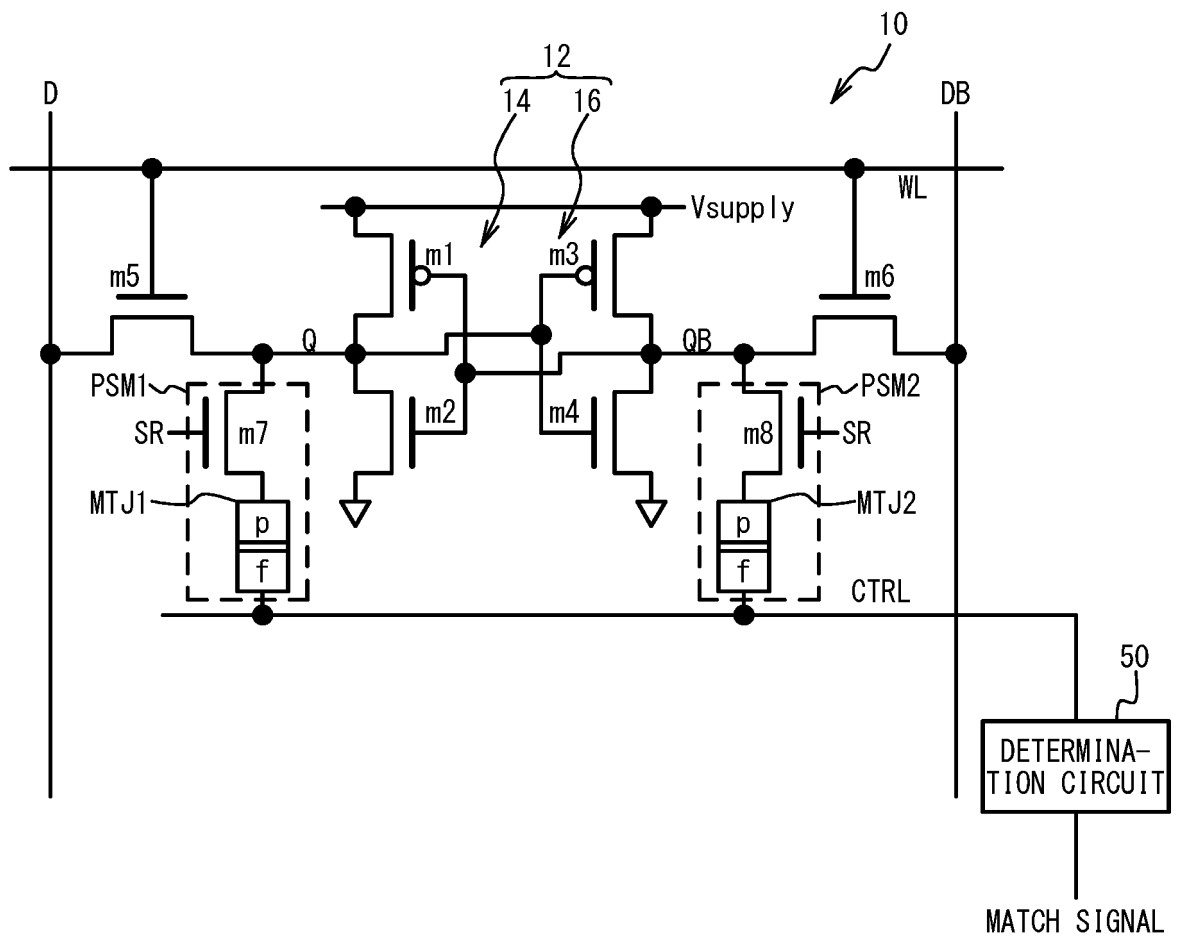 10
12
14 16
D
DB
WL
Vsupply
m1
m3
m5
m6
Q
QB
PSM1
PSM2
m2
m4
SR
m7
m8
SR
MTJ1
MTJ2
p
p
f
f
CTRL
50
DETERMINA-
TION CIRCUIT
MATCH SIGNAL